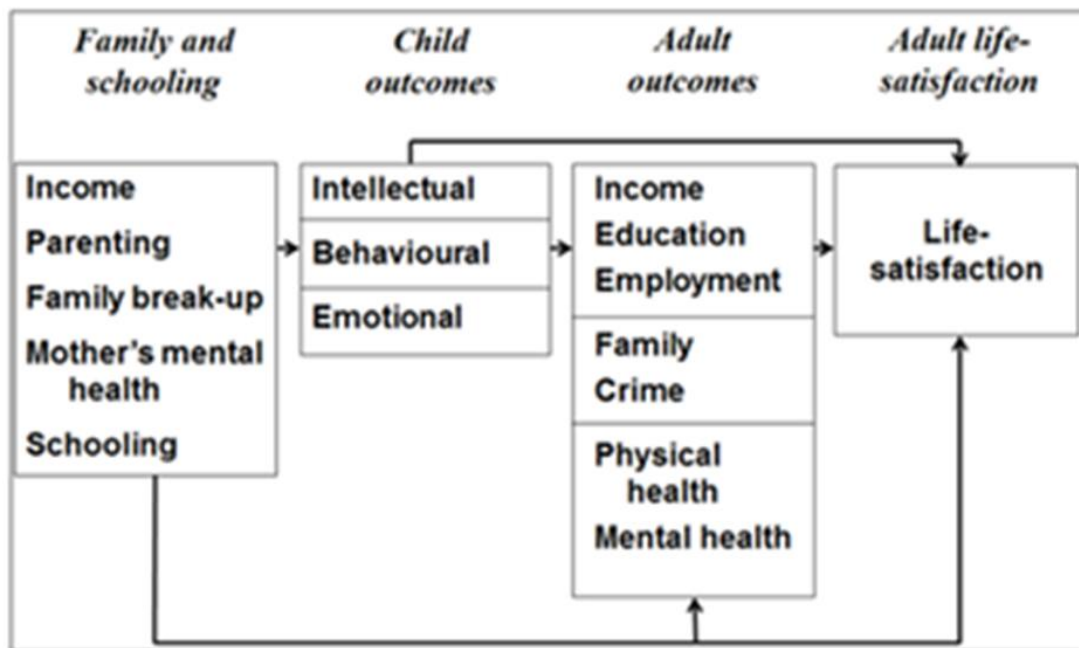 Family and
schooling
Child
outcomes
Adult
outcomes
Adult life-
satisfaction
Income
Parenting
Family break-up
Mother's mental
health
Schooling
Intellectual
Behavioural
Emotional
Income
Education
Employment
Family
Crime
Physical
health
Mental health
Life-
satisfaction